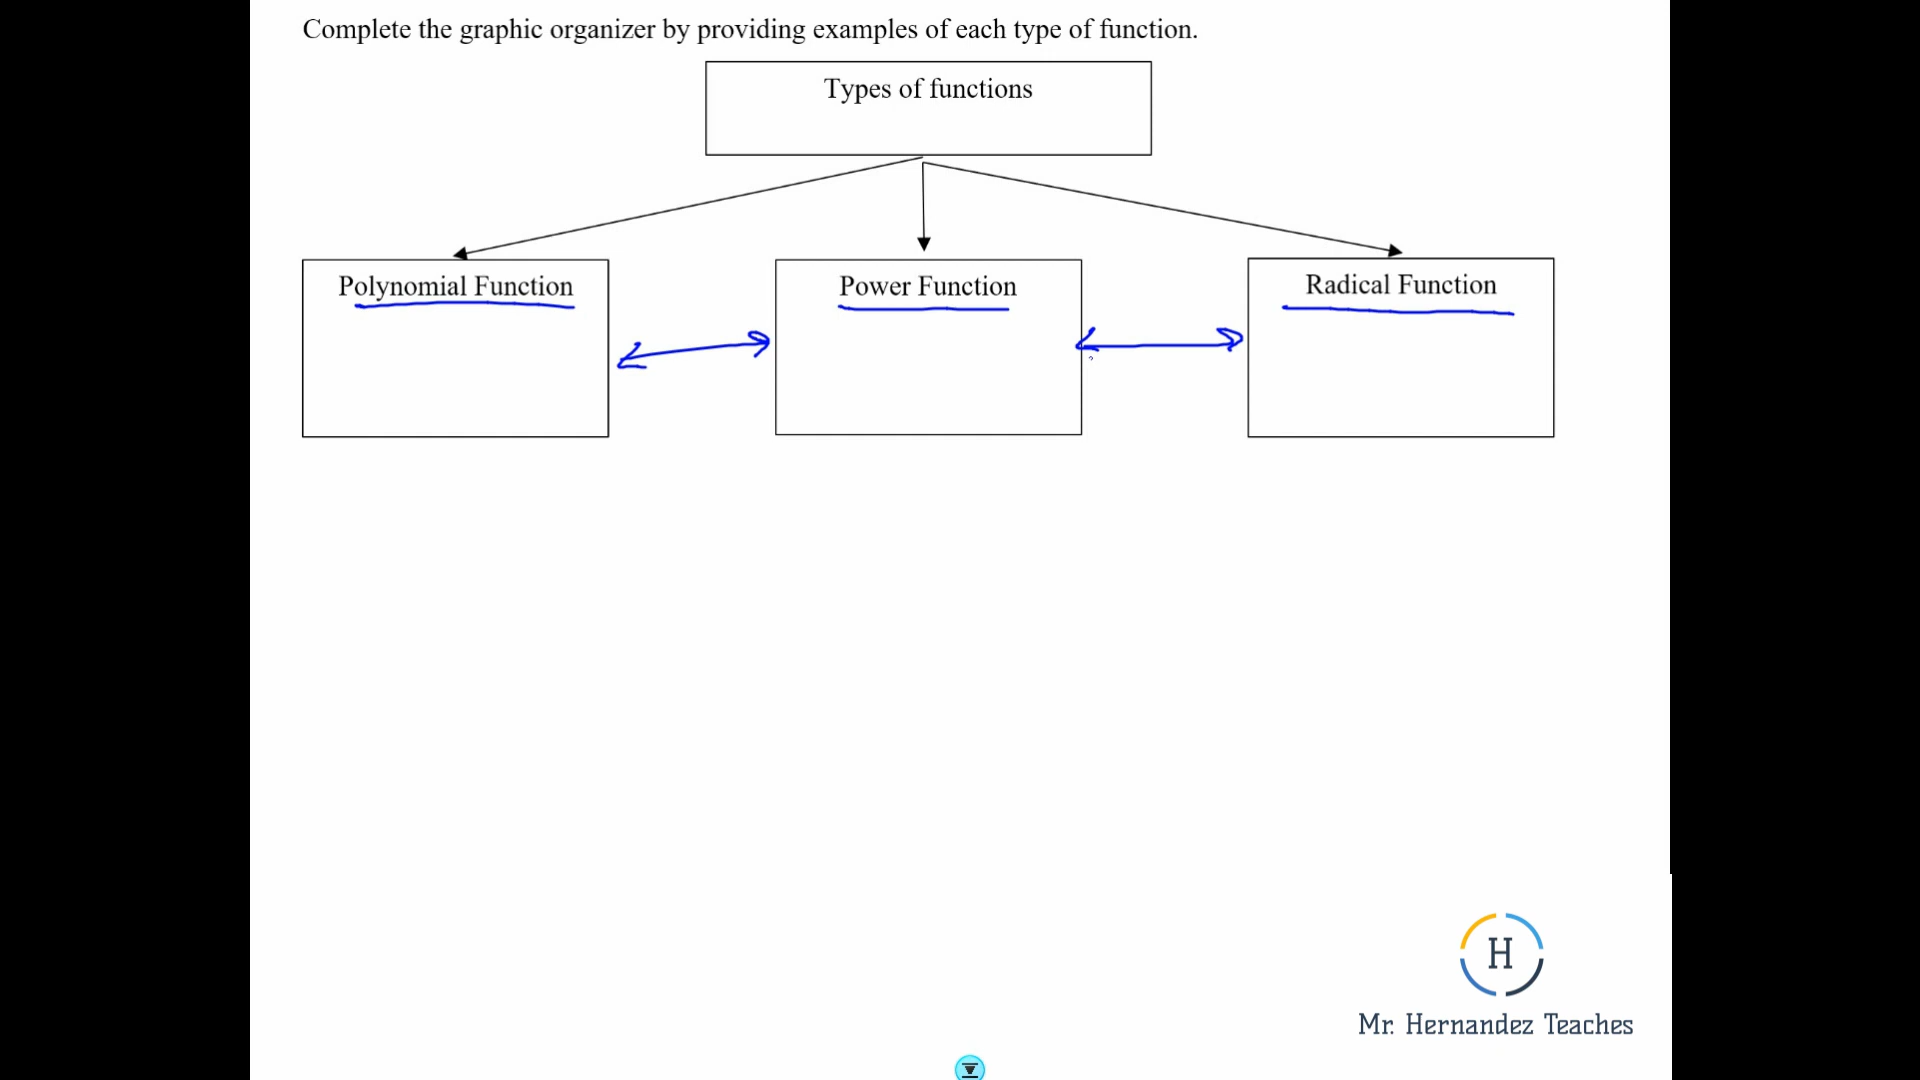 Complete the graphic organizer by providing examples of each type of function.
Types of functions
Polynomial Function
Power Function
Radical Function
H
Mr. Hernandez Teaches